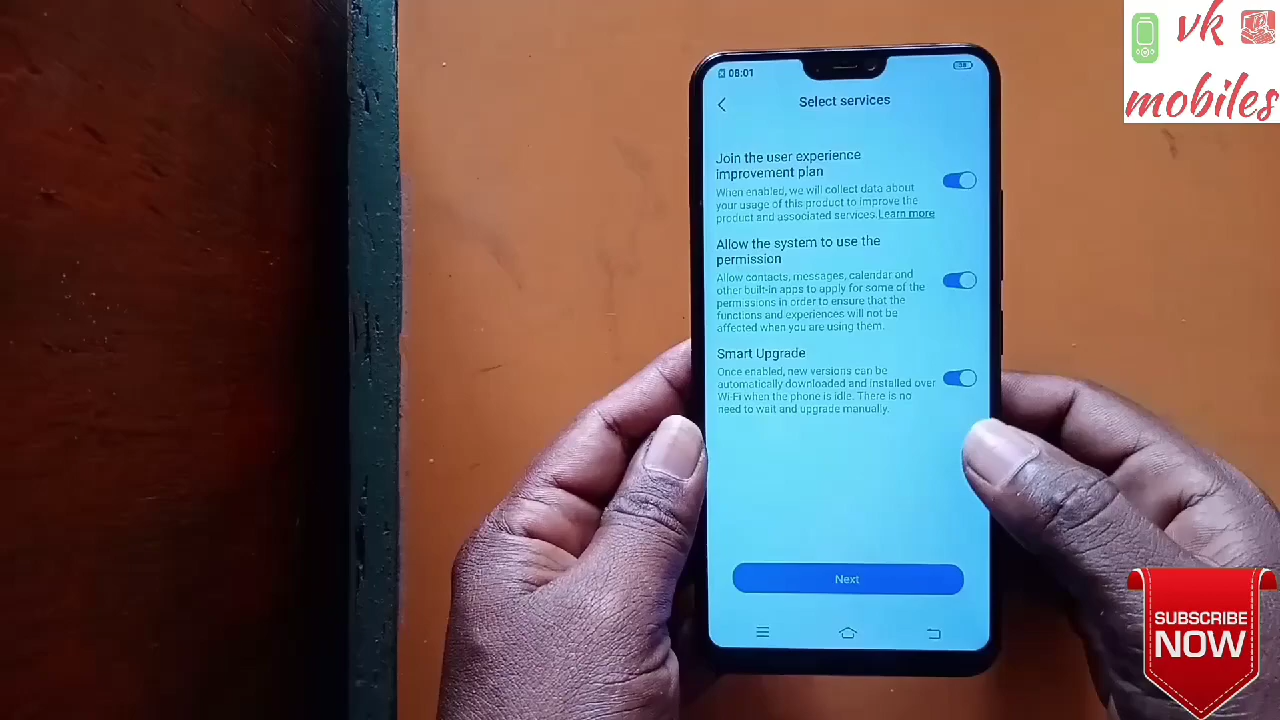 vk
mobiles
08:01
Select services
Join the user experience
improvement plan
When enabled, we will collect data about
your usage of this product to improve the
product and associated services.Learn more
Allow the system to use the
permission
Allow contacts, messages, calendar and
other built-in apps to apply for some of the
permissions in order to ensure that the
functions and experiences will not be
affected when you are using them.
Smart Upgrade
Once enabled, new versions can be
automatically downloaded and installed over
Wi-Fi when the phone is idle. There is no
need to wait and upgrade manually.
Next
SUBSCRIBE
NOW